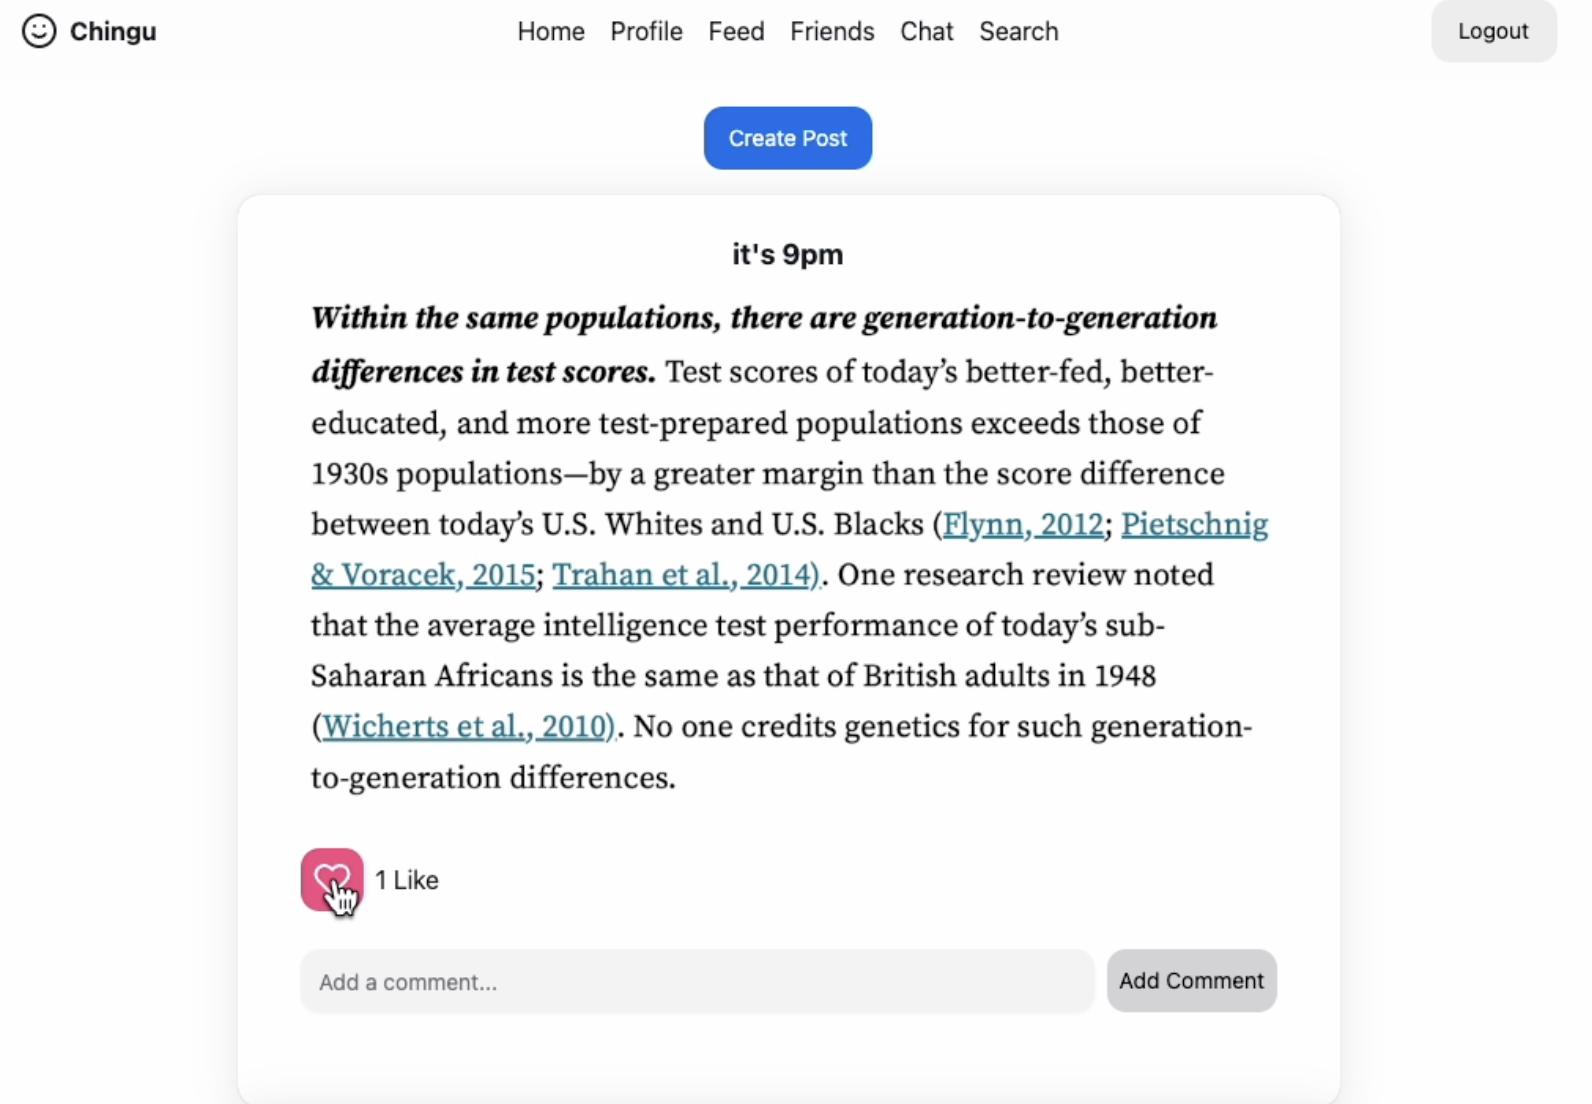 Chingu
Home Profile Feed Friends Chat Search
Logout
Create Post
it's 9pm
Within the same populations, there are generation-to-generation
differences in test scores. Test scores of today’s better-fed, better-
educated, and more test-prepared populations exceeds those of
1930s populations—by a greater margin than the score difference
between today’s U.S. Whites and U.S. Blacks (Flynn, 2012; Pietschnig
& Voracek, 2015; Trahan et al., 2014). One research review noted
that the average intelligence test performance of today’s sub-
Saharan Africans is the same as that of British adults in 1948
(Wicherts et al., 2010). No one credits genetics for such generation-
to-generation differences.
1 Like
Add a comment...
Add Comment